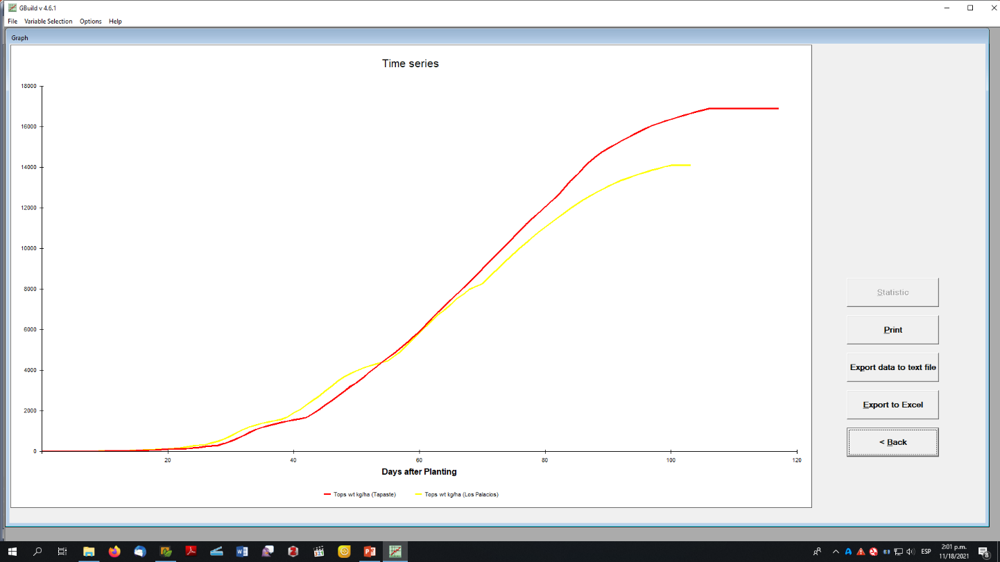 GBuild v 4.6.1
File Variable Selection Options Help
Graph
Time series
18000
16000
14000
12000
10000
8000
6000
4000
2000
0
20 40 60 80 100 120
Days after Planting
Tops wt kg/ha (Tapaste) Tops wt kg/ha (Los Palacios)
Statistic
Print
Export data to text file
Export to Excel
< Back
ESP
2:01 p.m.
11/18/2021
8